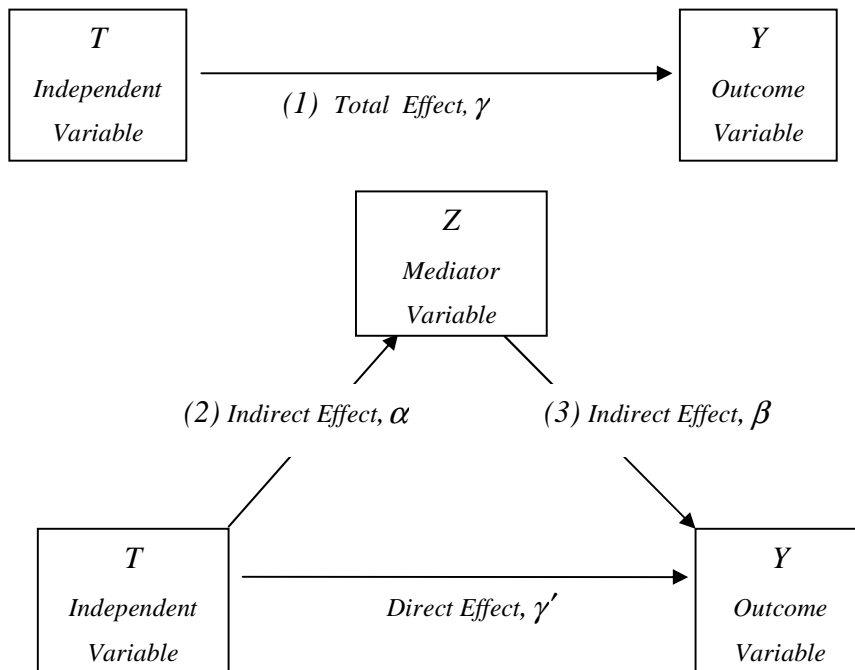 T
Independent
Variable
(1) Total Effect, γ
Y
Outcome
Variable
Z
Mediator
Variable
(2) Indirect Effect, α
(3) Indirect Effect, β
T
Independent
Variable
Direct Effect, γ′
Y
Outcome
Variable